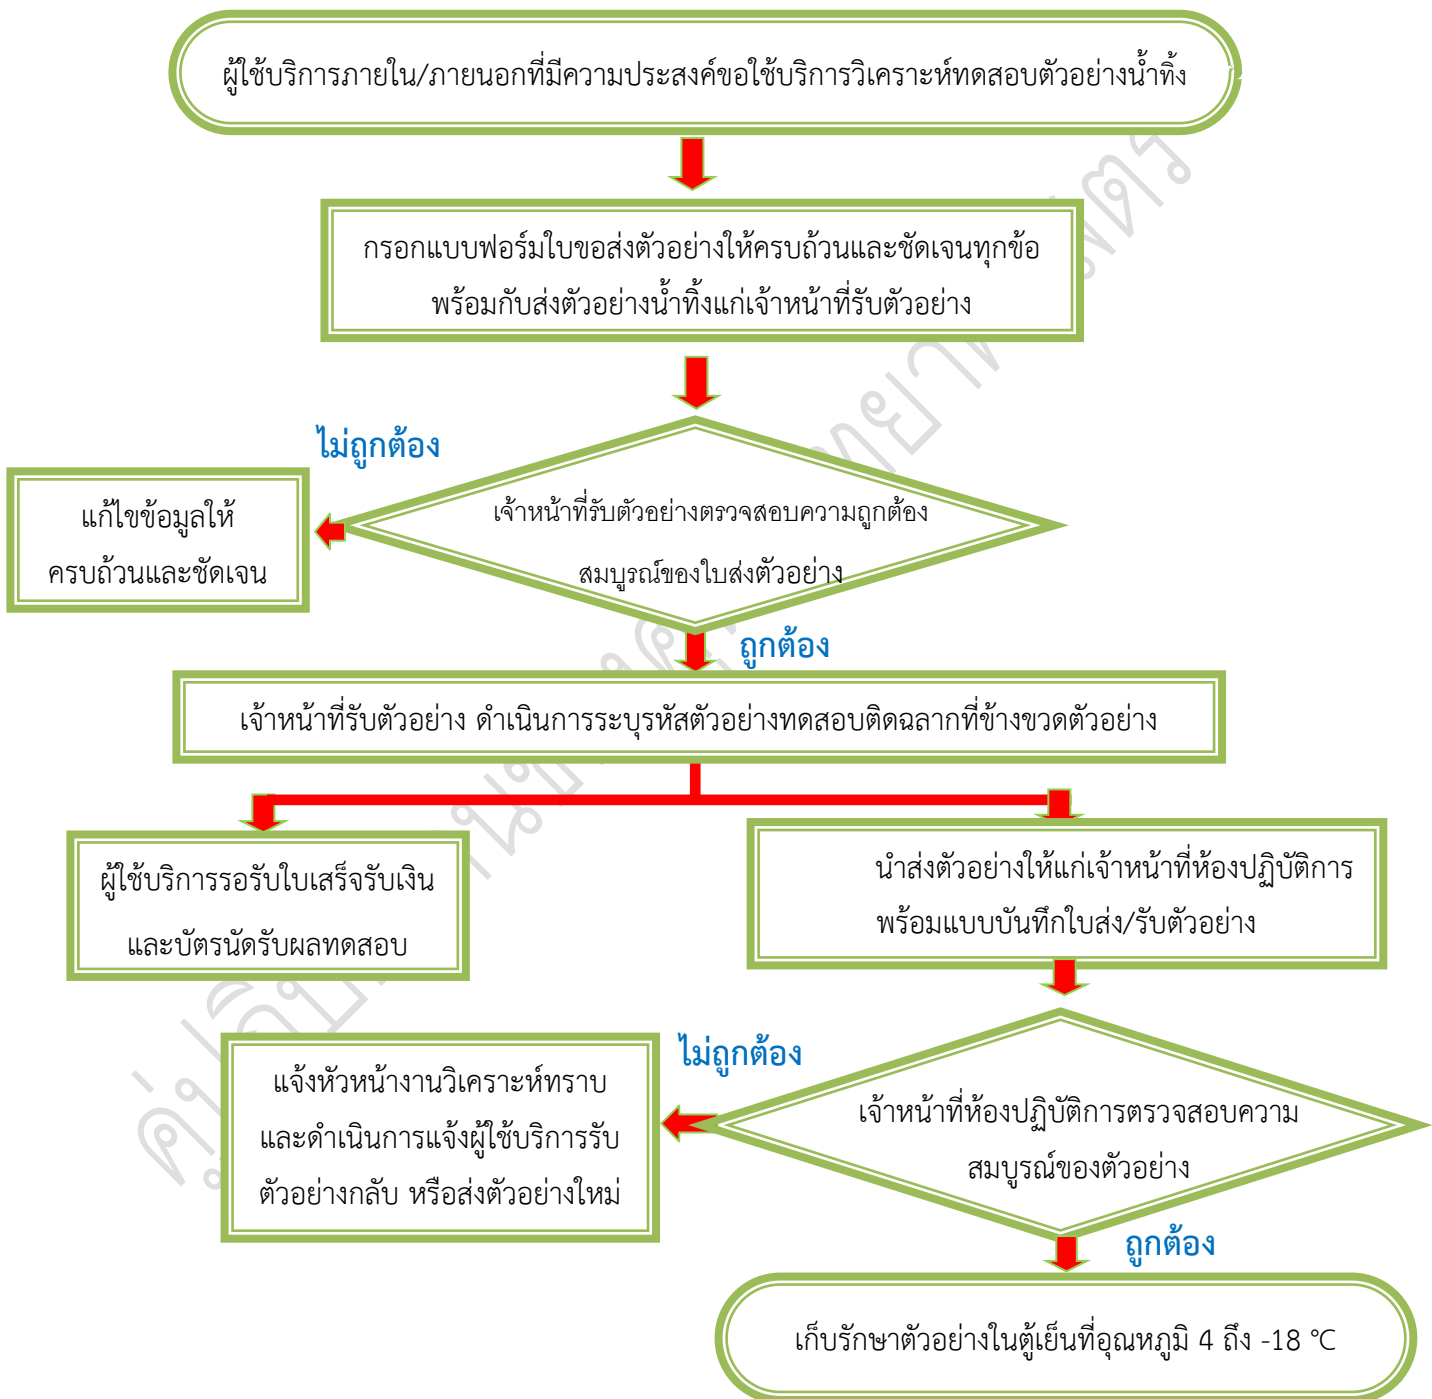 ผู้ใช้บริการภายใน/ภายนอกที่มีความประสงค์ขอใช้บริการวิเคราะห์ทดสอบตัวอย่างน้ำทิ้ง
กรอกแบบฟอร์มใบขอส่งตัวอย่างให้ครบถ้วนและชัดเจนทุกข้อ
พร้อมกับส่งตัวอย่างน้ำทิ้งแก่เจ้าหน้าที่รับตัวอย่าง
ไม่ถูกต้อง
แก้ไขข้อมูลให้
ครบถ้วนและชัดเจน
เจ้าหน้าที่รับตัวอย่างตรวจสอบความถูกต้อง
สมบูรณ์ของใบส่งตัวอย่าง
ถูกต้อง
เจ้าหน้าที่รับตัวอย่าง ดำเนินการระบุรหัสตัวอย่างทดสอบติดฉลากที่ข้างขวดตัวอย่าง
ผู้ใช้บริการรอรับใบเสร็จรับเงิน
และบัตรนัดรับผลทดสอบ
นำส่งตัวอย่างให้แก่เจ้าหน้าที่ห้องปฏิบัติการ
พร้อมแบบบันทึกใบส่ง/รับตัวอย่าง
ไม่ถูกต้อง
แจ้งหัวหน้างานวิเคราะห์ทราบ
และดำเนินการแจ้งผู้ใช้บริการรับ
ตัวอย่างกลับ หรือส่งตัวอย่างใหม่
เจ้าหน้าที่ห้องปฏิบัติการตรวจสอบความ
สมบูรณ์ของตัวอย่าง
ถูกต้อง
เก็บรักษาตัวอย่างในตู้เย็นที่อุณหภูมิ 4 ถึง -18 °C